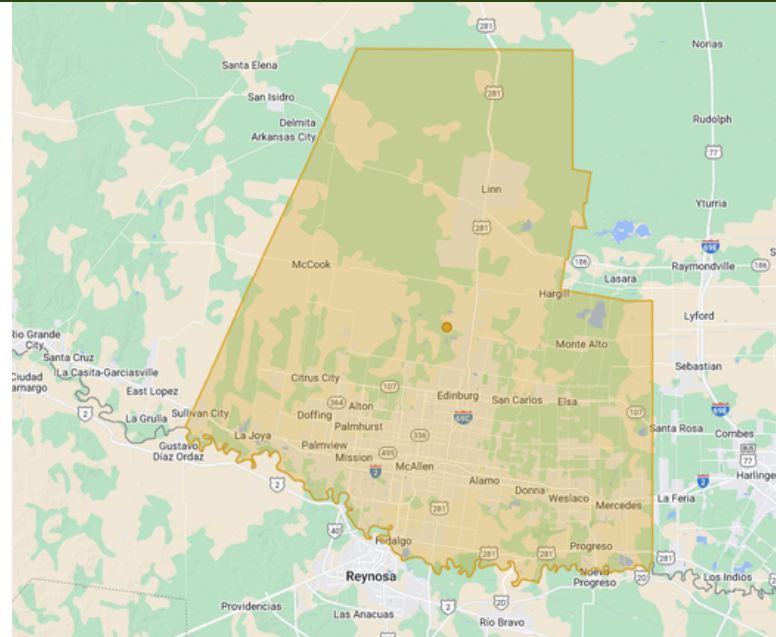 281
Norias
Santa Elena
281
San Isidro
Rudolph
Delmita
Arkansas City
77
Linn
Yturria
281
69E
McCook
186
Raymondville
186
Lasara
Hargill
Lyford
Rio Grande
City
Monte Alto
Santa Cruz
La Casita-Garciasville
Sebastian
Ciudad
amargo
Citrus City
107
East Lopez
Edinburg
San Carlos
Elsa
364
Alton
69E
2
La Grulla
Sullivan City
Doffing
69C
107
Palmhurst
Santa Rosa
Combes
La Joya
336
Gustavo
Diaz Ordaz
Palmview
77
Mission
495
McAllen
2
Harlinge
2
Alamo
2
Donna
Weslaco
La Feria
Mercedes
281
40
Hidalgo
Progreso
281
281
281
Reynosa
Nuevo
Progreso
20
Los Indios
Providencias
2
20
Las Anacuas
Rio Bravo